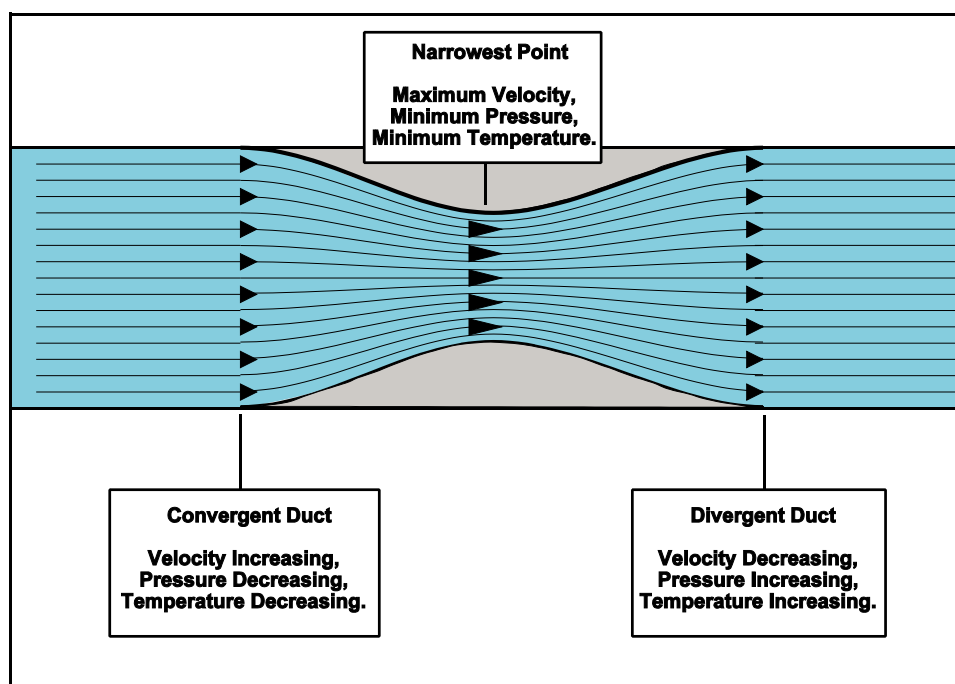 Narrowest Point
Maximum Velocity,
Minimum Pressure,
Minimum Temperature.
Convergent Duct
Velocity Increasing,
Pressure Decreasing,
Temperature Decreasing.
Divergent Duct
Velocity Decreasing,
Pressure Increasing,
Temperature Increasing.